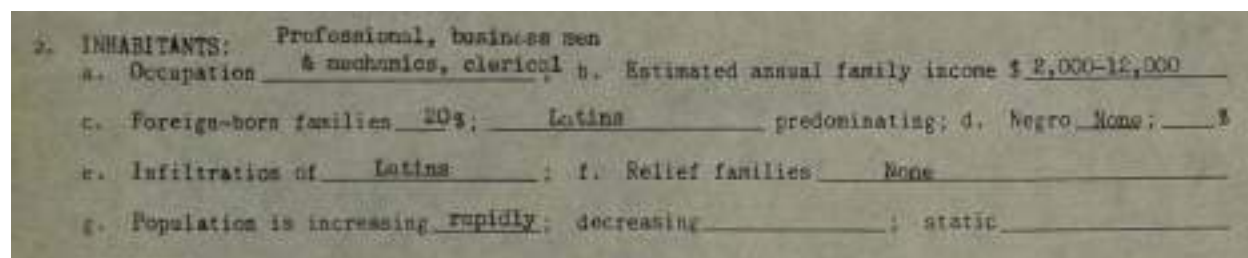 2. INHABITANTS: Professional, business men
a. Occupation & mechanics, clerical ; b. Estimated annual family income $ 2,000-12,000
c. Foreign-born families 20%; Latins predominating; d. Negro None; %
e. Infiltration of Latins ; f. Relief families None
g. Population is increasing rapidly; decreasing ; static